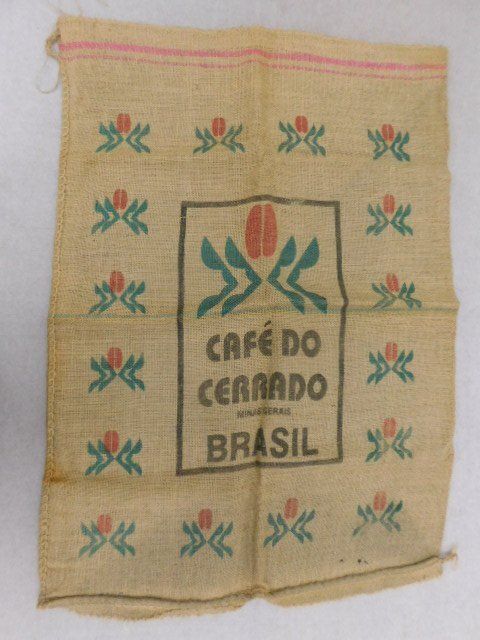 CAFÉ DO
CERRADO
MINAS GERAIS
BRASIL